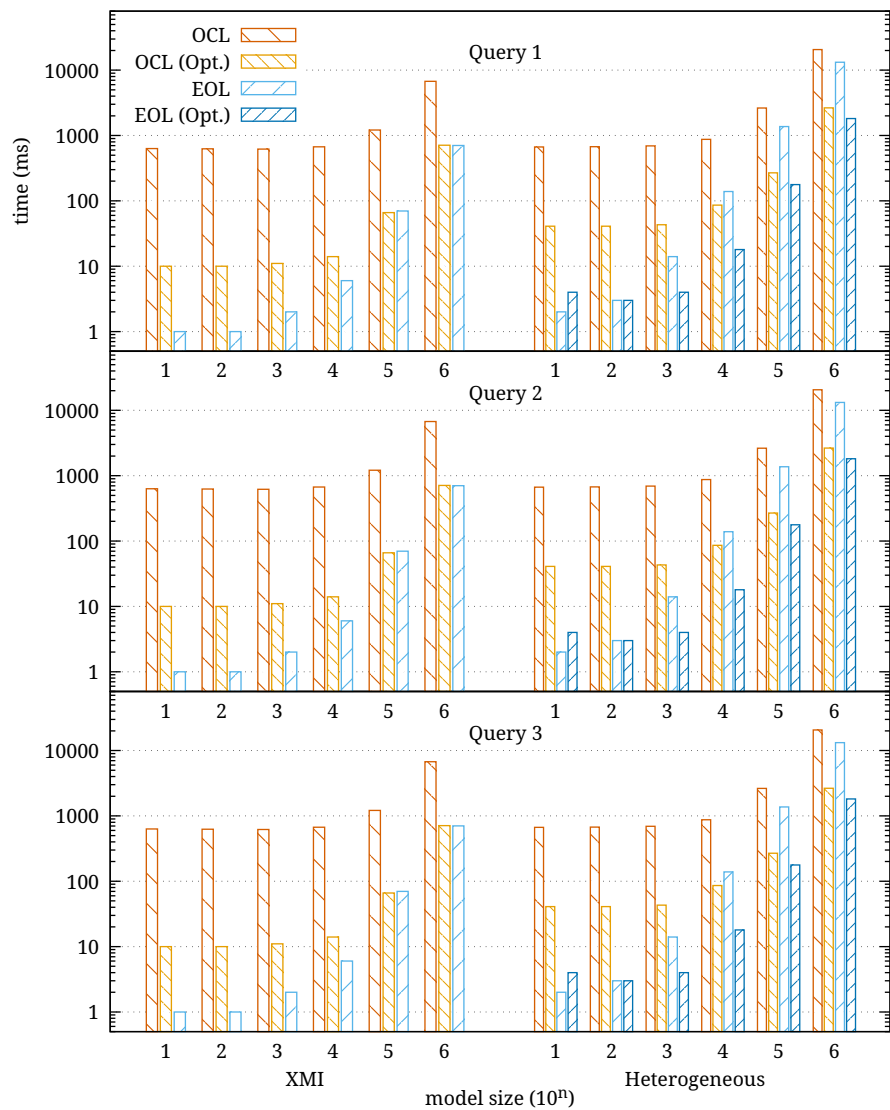 OCL
OCL (Opt.)
EOL
EOL (Opt.)
Query 1
time (ms)
10000
1000
100
10
1
1 2 3 4 5 6 1 2 3 4 5 6
Query 2
10000
1000
100
10
1
1 2 3 4 5 6 1 2 3 4 5 6
Query 3
10000
1000
100
10
1
1 2 3 4 5 6 1 2 3 4 5 6
XMI Heterogeneous
model size (10ⁿ)